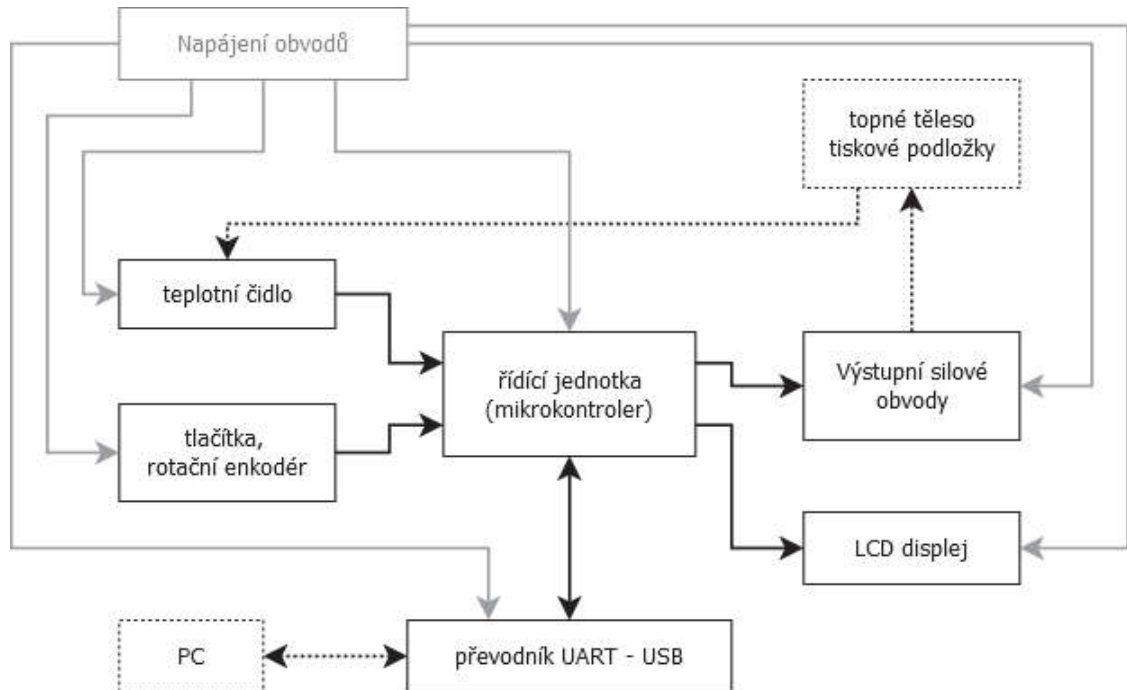 Napájení obvodů
topné těleso
tiskové podložky
teplotní čidlo
řídící jednotka
(mikrokontroler)
Výstupní silové
obvody
tlačítka,
rotační enkodér
LCD displej
PC
převodník UART - USB